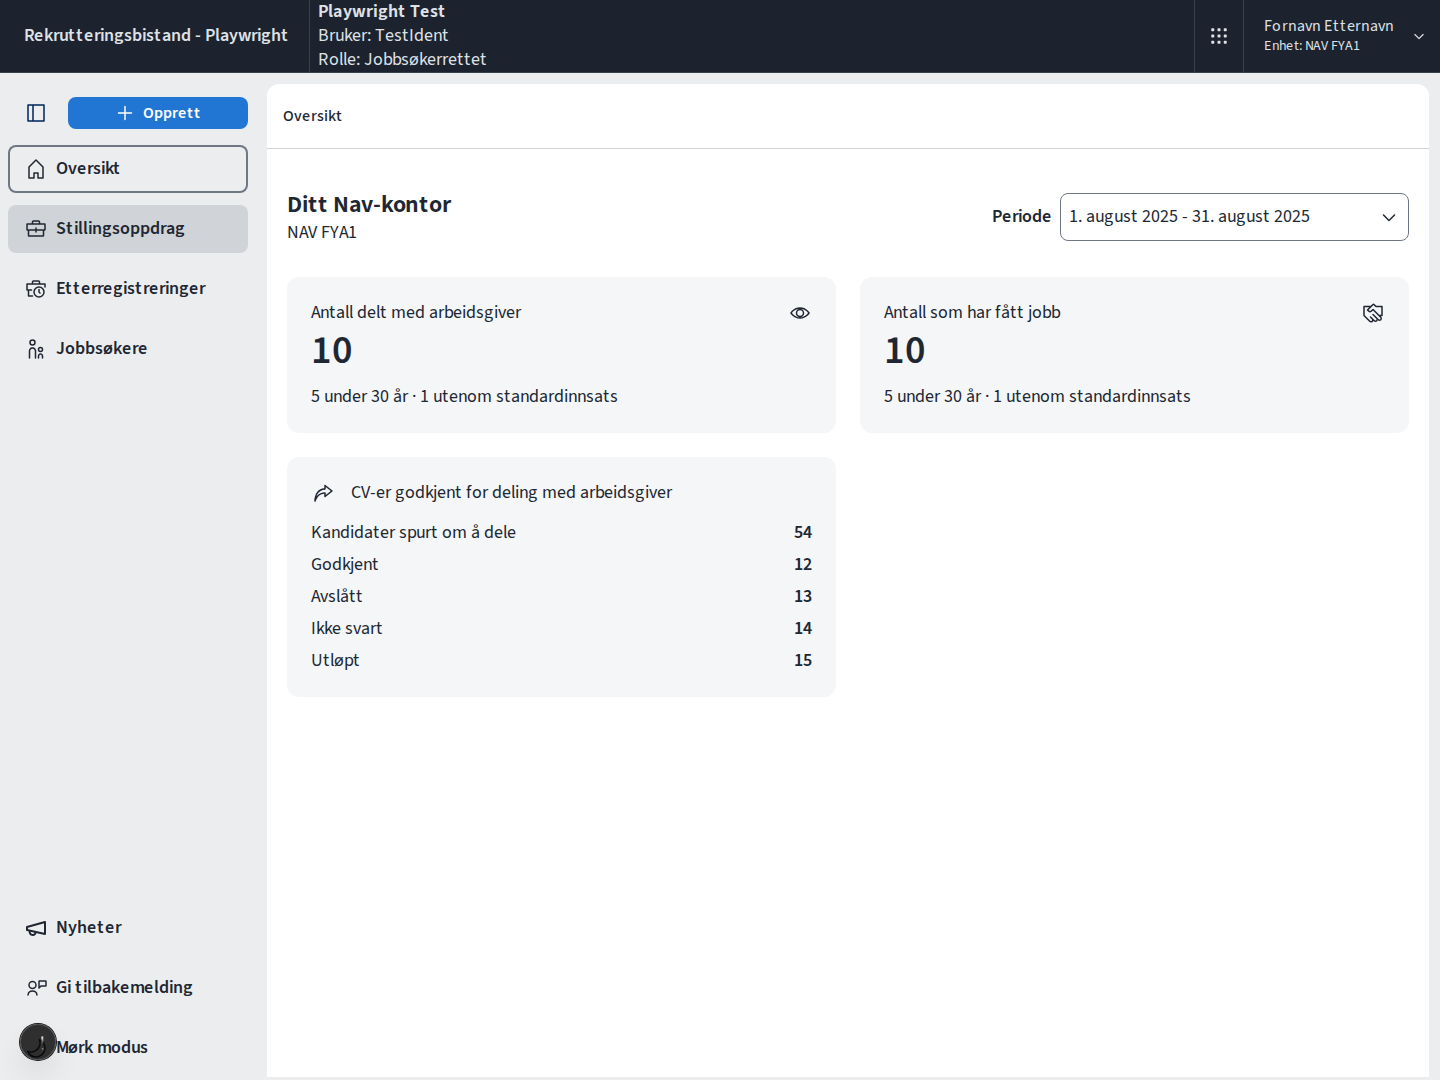 Rekrutteringsbistand - Playwright
Playwright Test
Bruker: TestIdent
Rolle: Jobbsøkerrettet
Fornavn Etternavn
Enhet: NAV FYA1
Opprett
Oversikt
Stillingsoppdrag
Etterregistreringer
Jobbsøkere
Nyheter
Gi tilbakemelding
Mørk modus
Oversikt
Ditt Nav-kontor
NAV FYA1
Periode
1. august 2025 - 31. august 2025
Antall delt med arbeidsgiver
10
5 under 30 år · 1 utenom standardinnsats
Antall som har fått jobb
10
5 under 30 år · 1 utenom standardinnsats
CV-er godkjent for deling med arbeidsgiver
Kandidater spurt om å dele 54
Godkjent 12
Avslått 13
Ikke svart 14
Utløpt 15